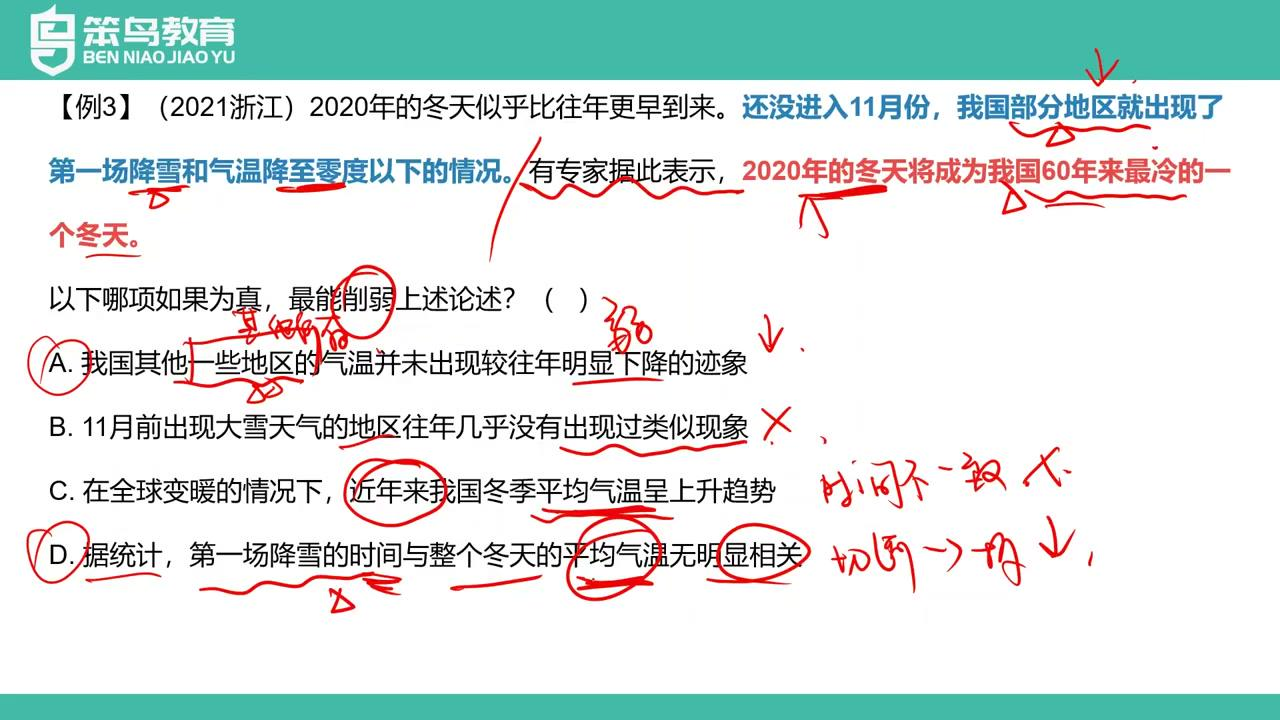 笨鸟教育
BEN NIAO JIAO YU
【例3】（2021浙江）2020年的冬天似乎比往年更早到来。还没进入11月份，我国部分地区就出现了
第一场降雪和气温降至零度以下的情况。有专家据此表示，2020年的冬天将成为我国60年来最冷的一
个冬天。
以下哪项如果为真，最能削弱上述论述？（ ）
A. 我国其他一些地区的气温并未出现较往年明显下降的迹象
B. 11月前出现大雪天气的地区往年几乎没有出现过类似现象
C. 在全球变暖的情况下，近年来我国冬季平均气温呈上升趋势
时间不一致
D. 据统计，第一场降雪的时间与整个冬天的平均气温无明显相关
切断